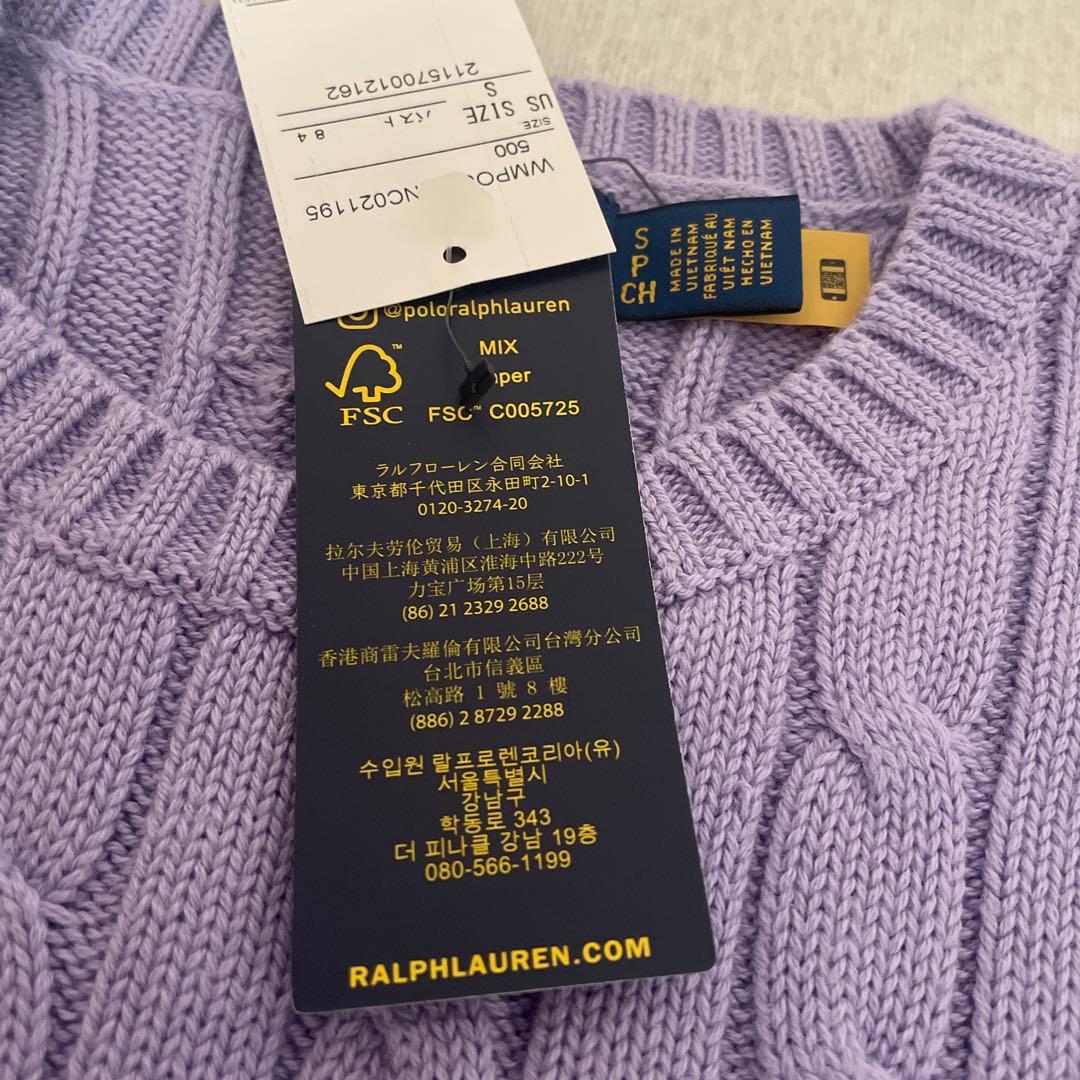 WMPO
NC021195
500
SIZE
US SIZE
バスト 84
S
211570012162
@poloralphlauren
FSC™
MIX
FSC™ C005725
ラルフローレン合同会社
東京都千代田区永田町2-10-1
0120-3274-20
拉尔夫劳伦贸易（上海）有限公司
中国上海黄浦区淮海中路222号
力宝广场第15层
(86) 21 2329 2688
香港商雷夫羅倫有限公司台灣分公司
台北市信義區
松高路 1 號 8 樓
(886) 2 8729 2288
수입원 랄프로렌코리아(유)
서울특별시
강남구
학동로 343
더 피나클 강남 19층
080-566-1199
RALPHLAUREN.COM
S
P
CH
MADE IN
VIETNAM
FABRIQUÉ AU
VIÊT NAM
HECHO EN
VIETNAM